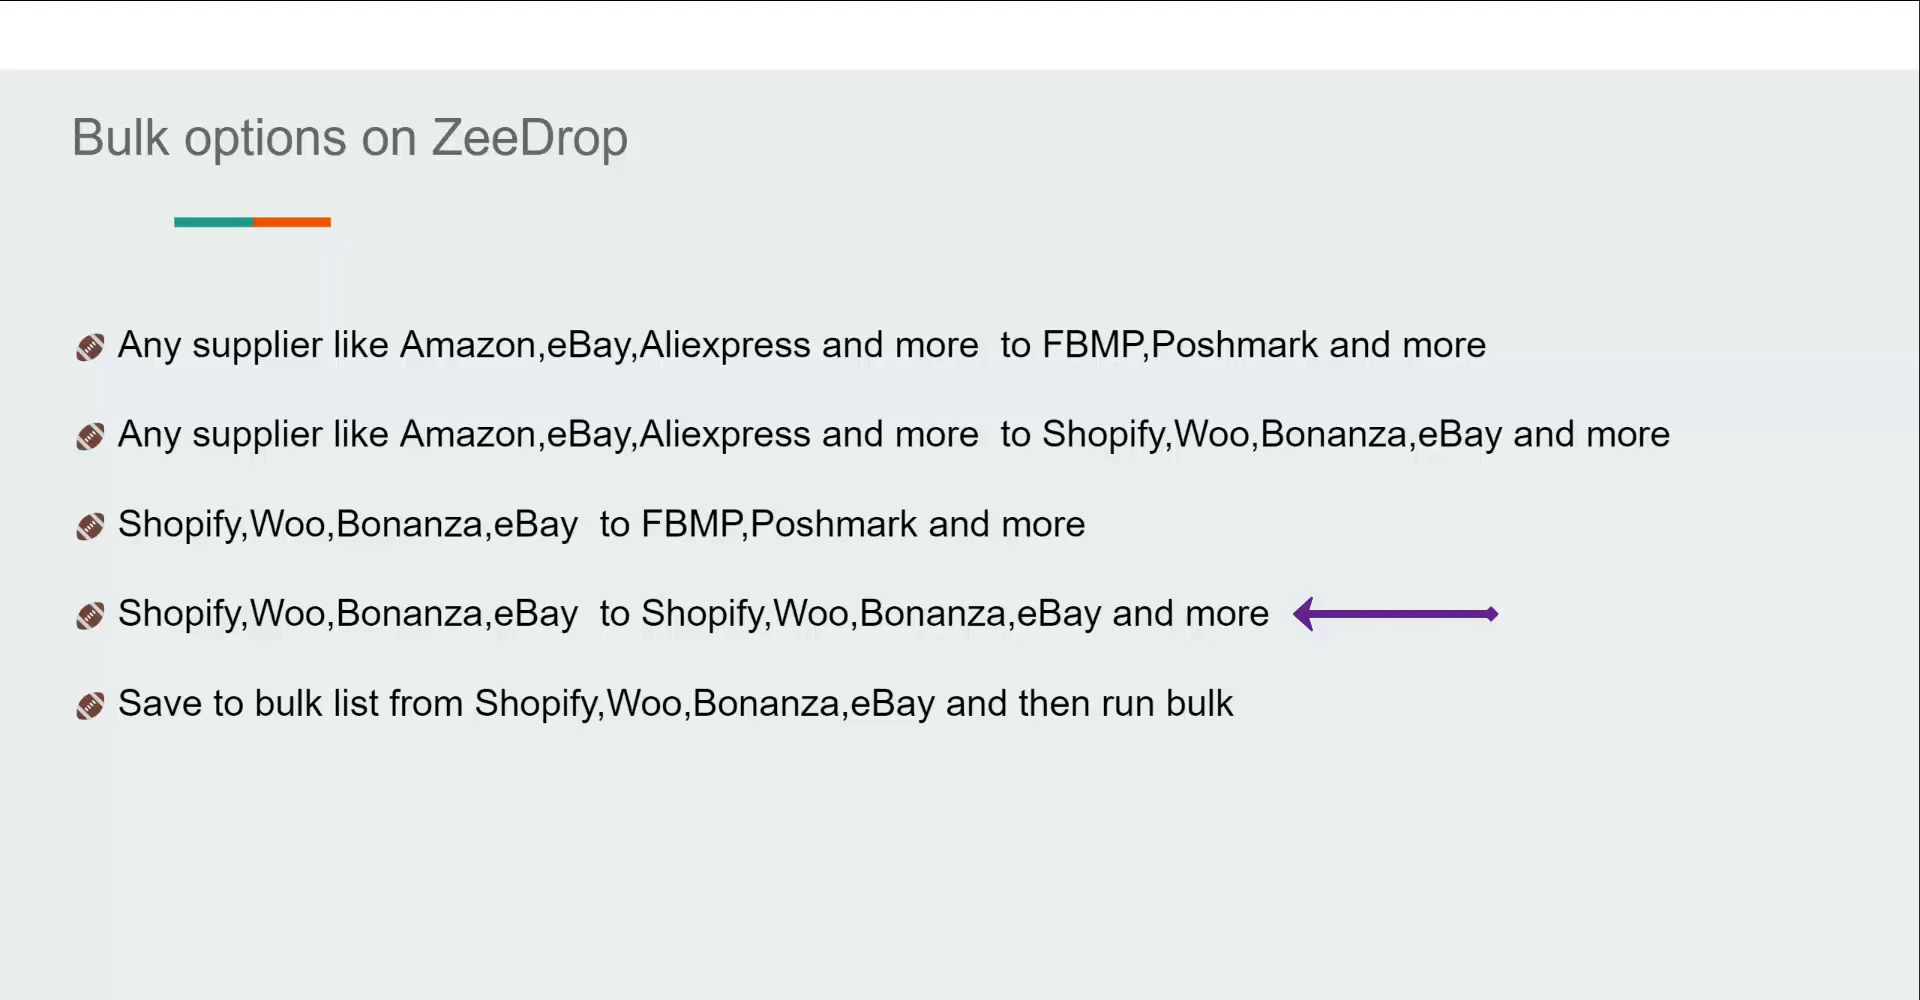 Bulk options on ZeeDrop
Any supplier like Amazon,eBay,Aliexpress and more  to FBMP,Poshmark and more
Any supplier like Amazon,eBay,Aliexpress and more  to Shopify,Woo,Bonanza,eBay and more
Shopify,Woo,Bonanza,eBay  to FBMP,Poshmark and more
Shopify,Woo,Bonanza,eBay  to Shopify,Woo,Bonanza,eBay and more
Save to bulk list from Shopify,Woo,Bonanza,eBay and then run bulk